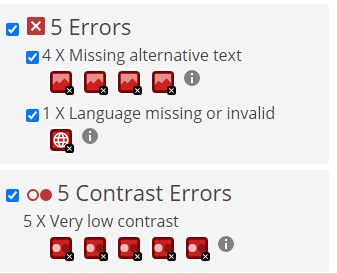 5 Errors
4 X Missing alternative text
1 X Language missing or invalid
5 Contrast Errors
5 X Very low contrast